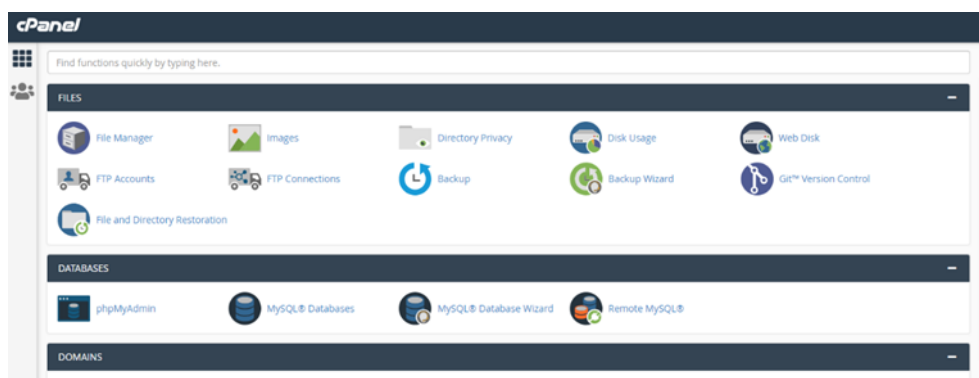 cPanel
Find functions quickly by typing here.
FILES
File Manager Images Directory Privacy Disk Usage Web Disk
FTP Accounts FTP Connections Backup Backup Wizard Git™ Version Control
File and Directory Restoration
DATABASES
phpMyAdmin MySQL® Databases MySQL® Database Wizard Remote MySQL®
DOMAINS